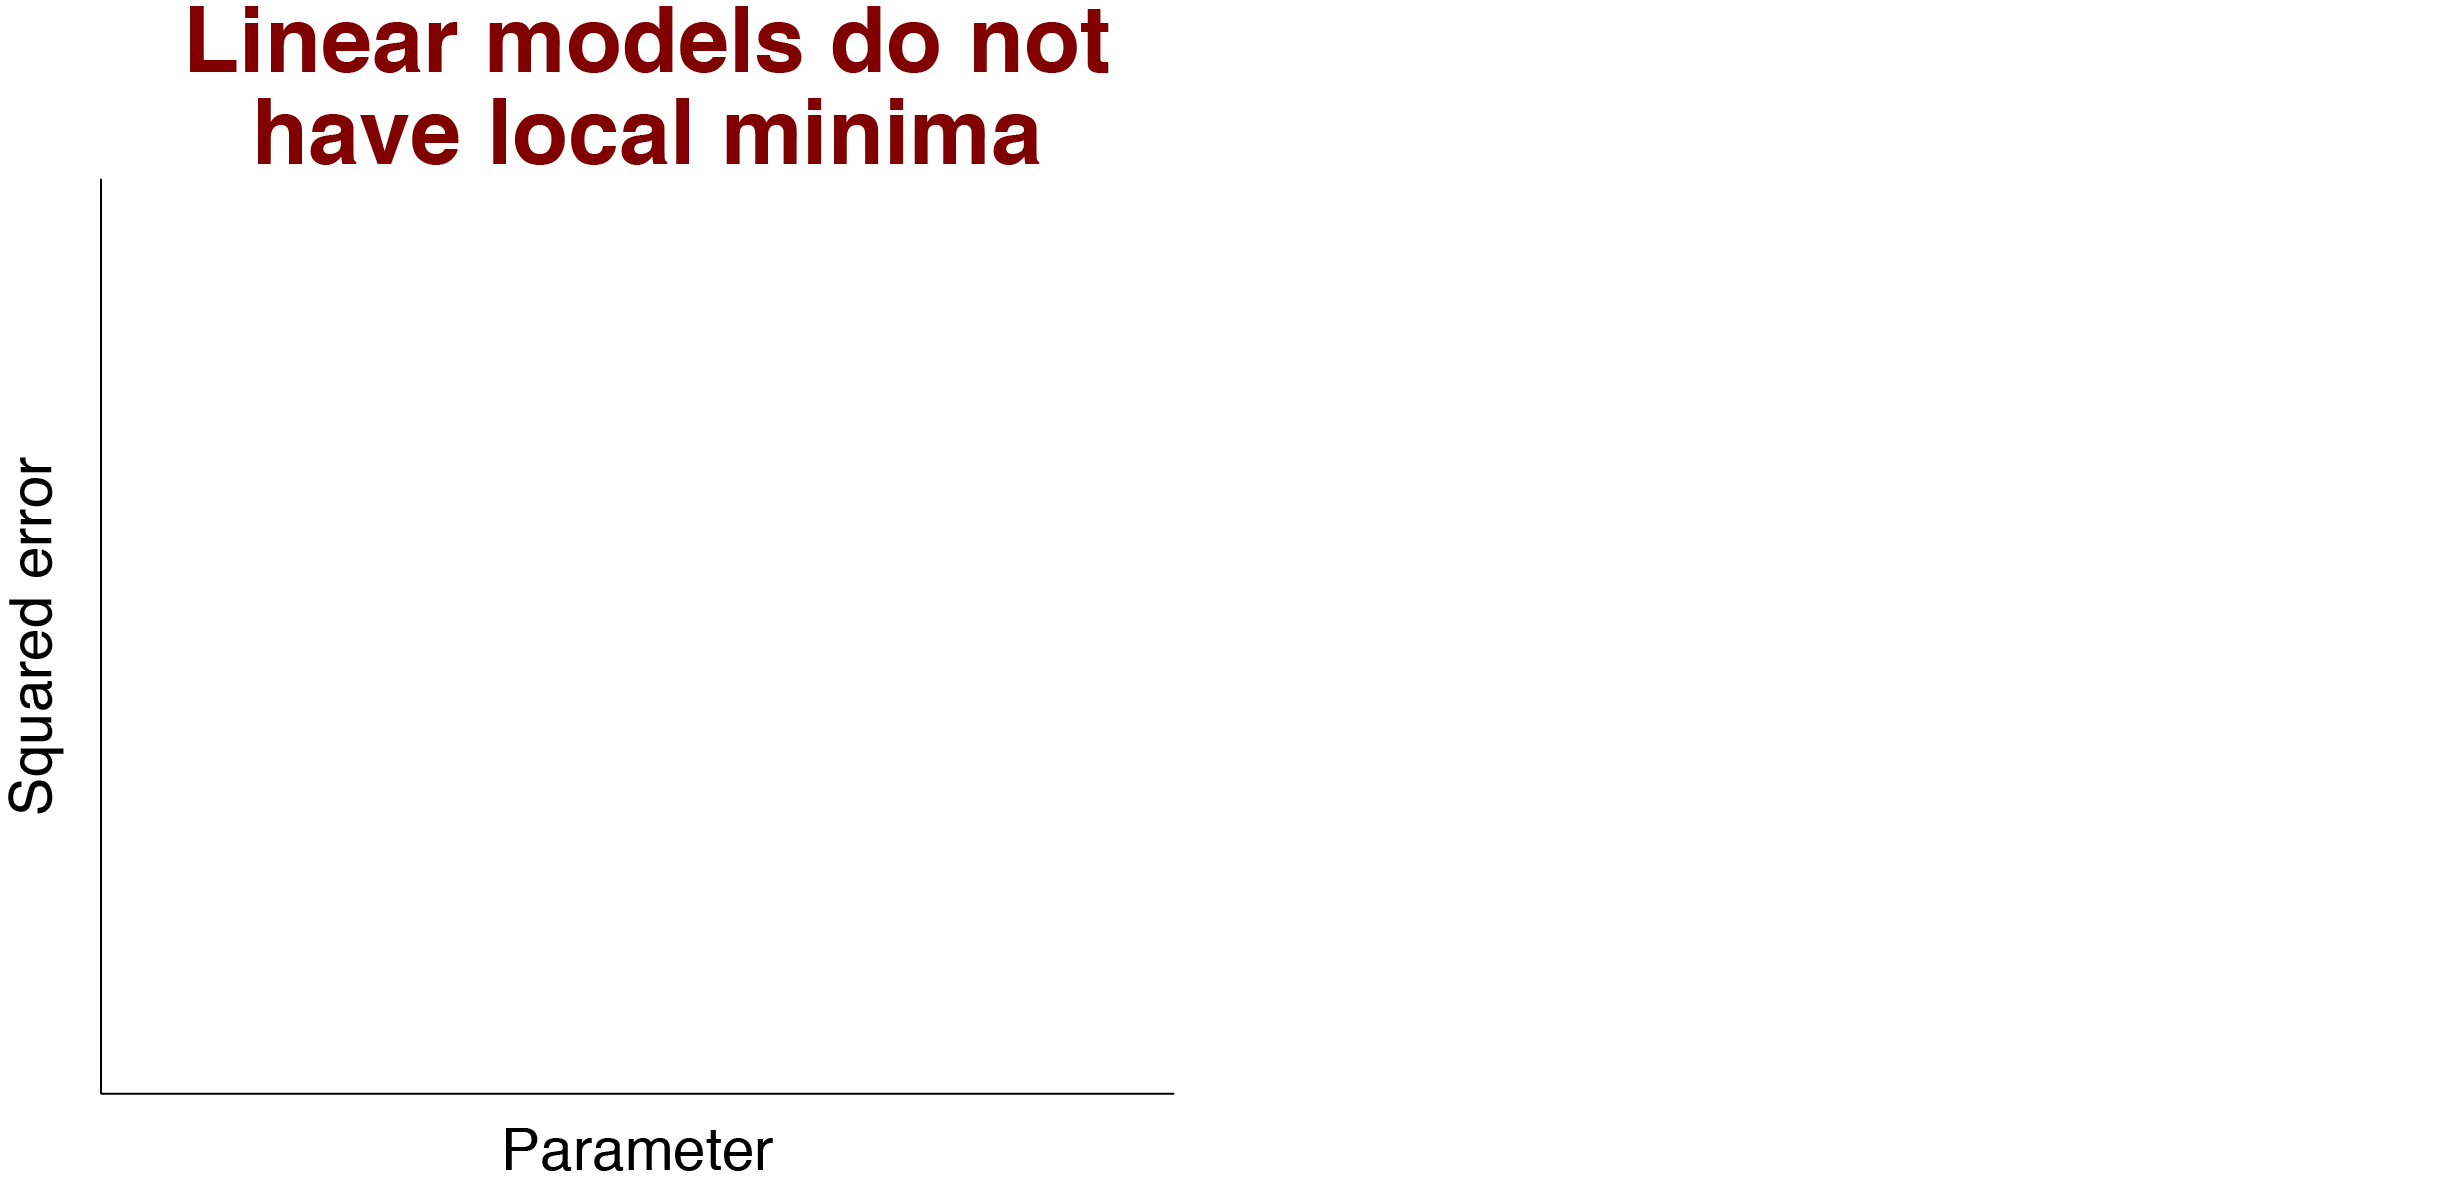 Linear models do not
have local minima
Squared error
Parameter